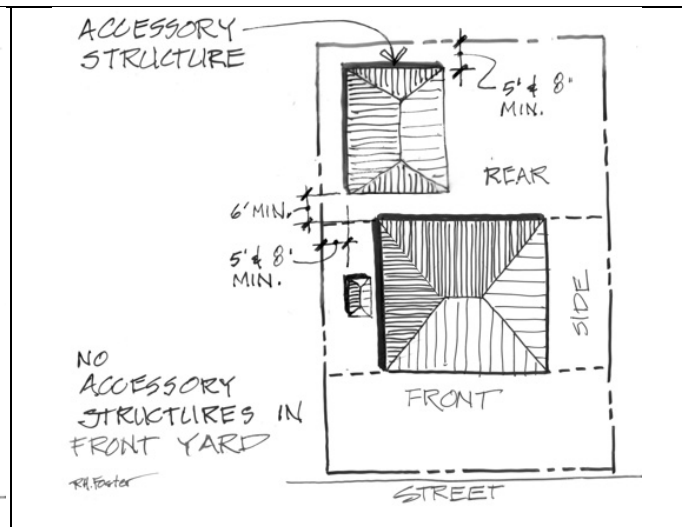 ACCESSORY
STRUCTURE
5' & 8'
MIN.
REAR
6' MIN.
5' & 8'
MIN.
SIDE
NO
ACCESSORY
STRUCTURES IN
FRONT YARD
FRONT
R.H. Foster
STREET